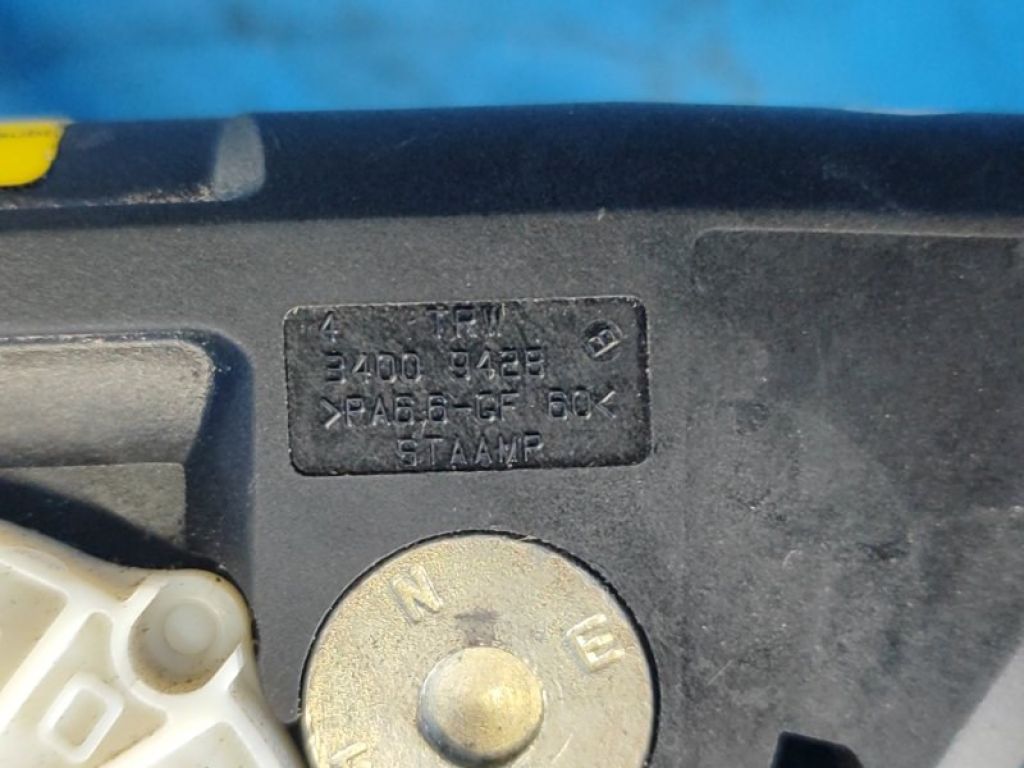 4 TRW
3400 9428
B
>PA6.6-GF 60<
STAAMP
N E